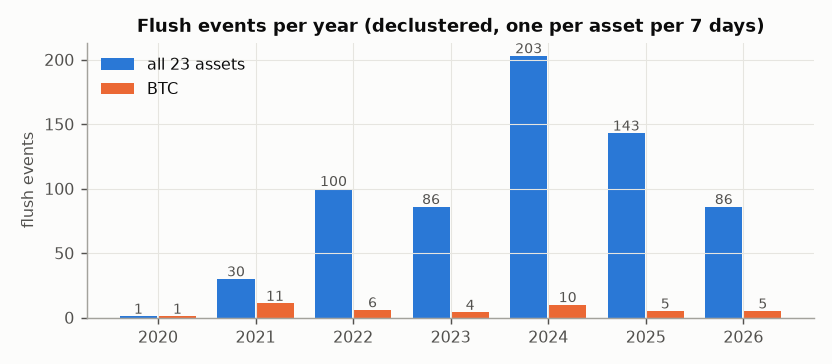 Flush events per year (declustered, one per asset per 7 days)
all 23 assets
BTC
flush events
200
150
100
50
0
1 1
30 11
100 6
86 4
203 10
143 5
86 5
2020 2021 2022 2023 2024 2025 2026